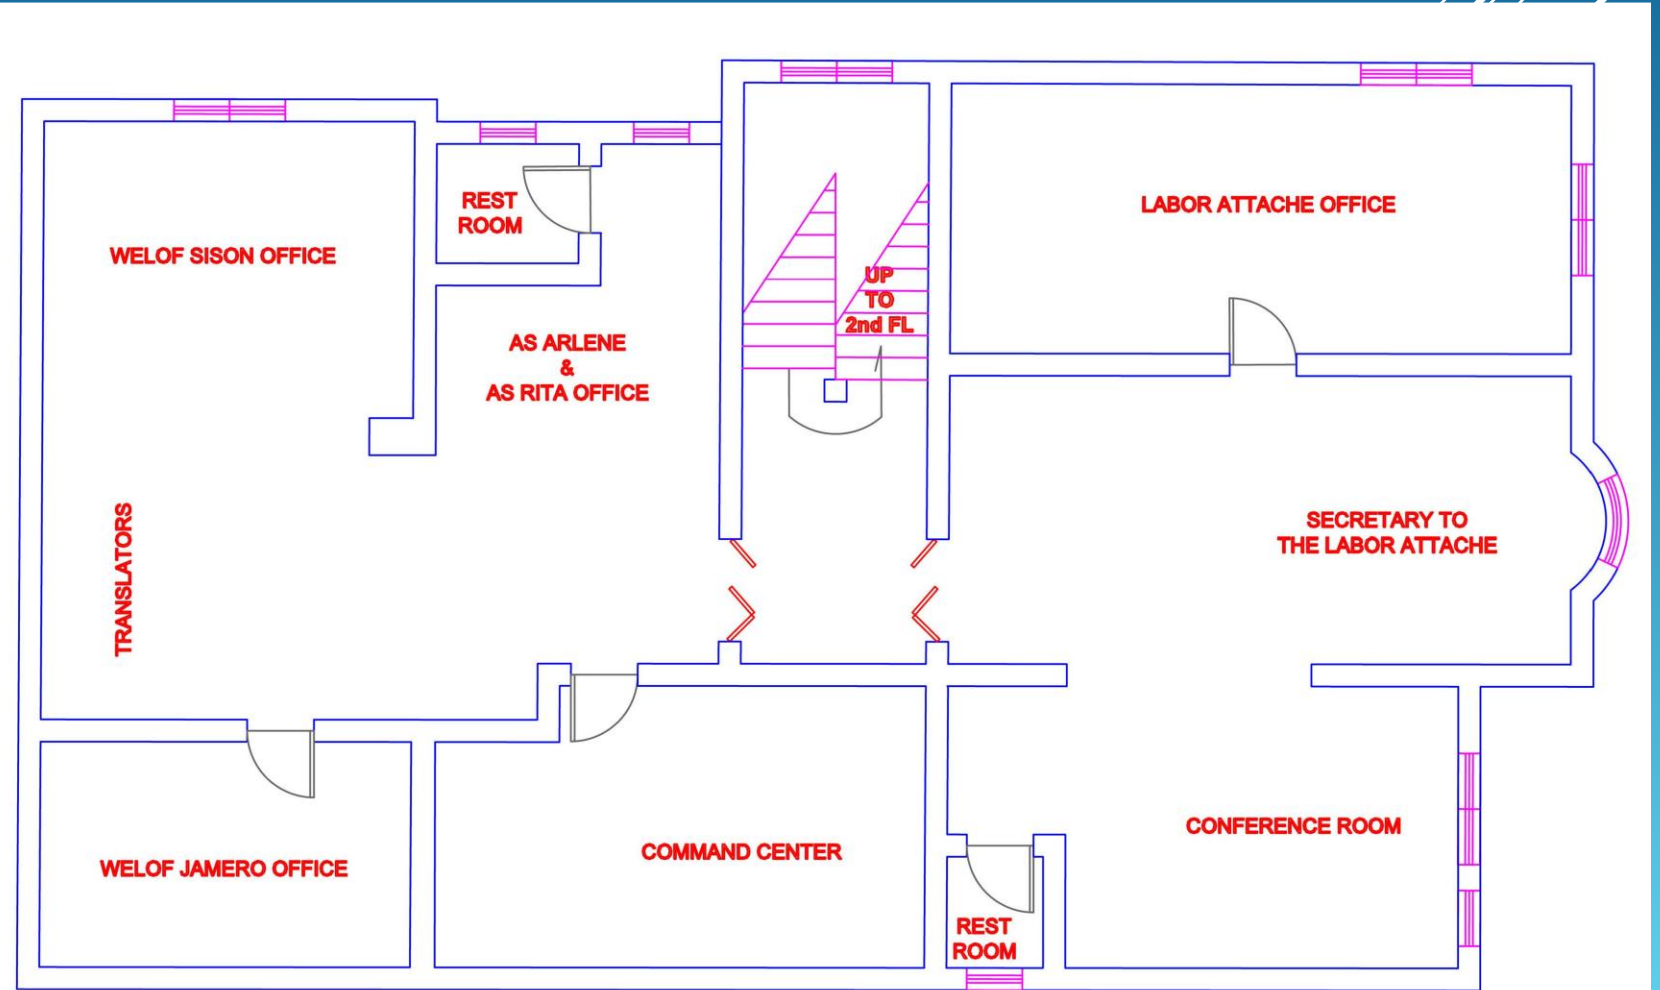 LABOR ATTACHE OFFICE
REST
ROOM
WELOF SISON OFFICE
UP
TO
2nd FL
AS ARLENE
&
AS RITA OFFICE
TRANSLATORS
SECRETARY TO
THE LABOR ATTACHE
CONFERENCE ROOM
COMMAND CENTER
WELOF JAMERO OFFICE
REST
ROOM